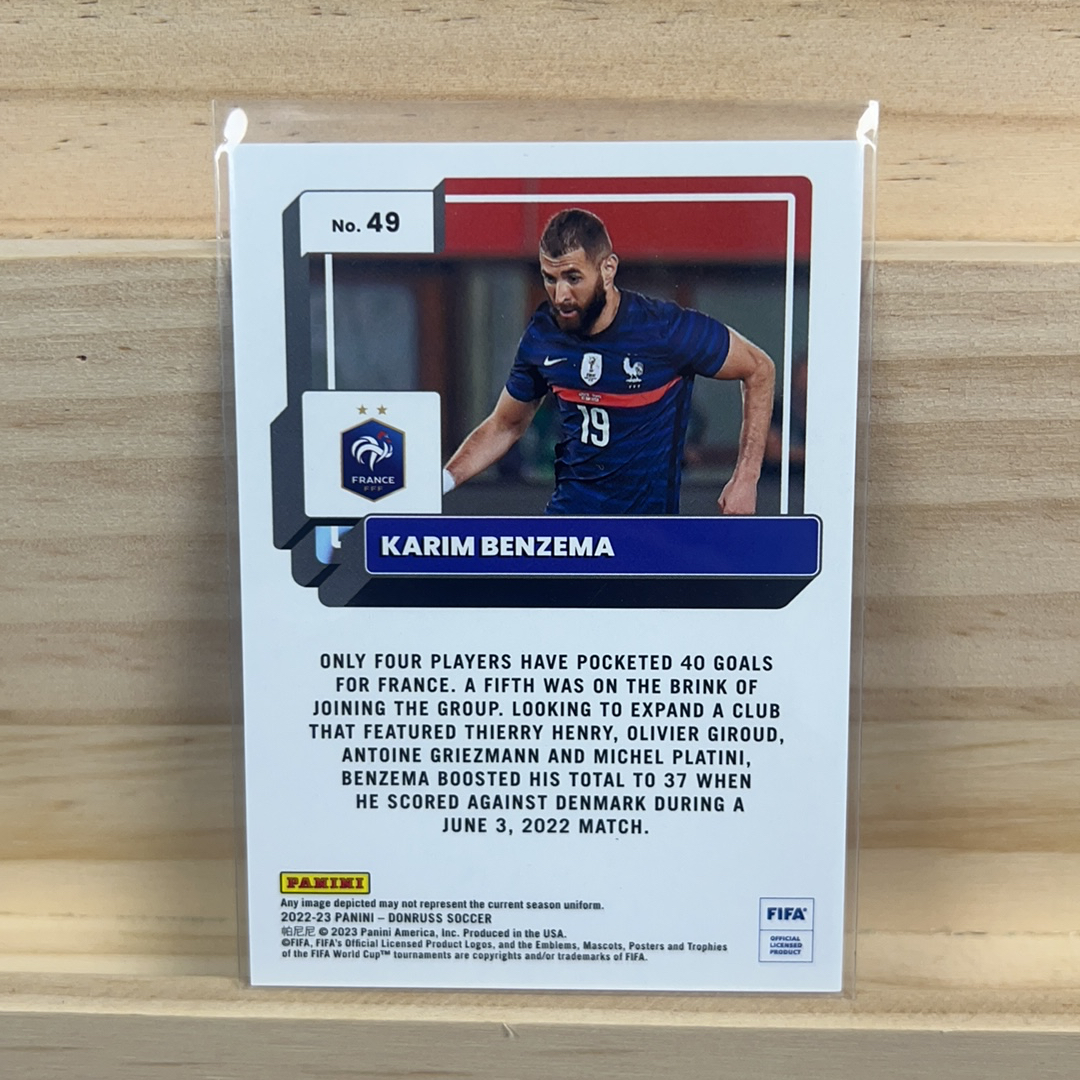 No. 49
19
FRANCE
FFF
KARIM BENZEMA
ONLY FOUR PLAYERS HAVE POCKETED 40 GOALS
FOR FRANCE. A FIFTH WAS ON THE BRINK OF
JOINING THE GROUP. LOOKING TO EXPAND A CLUB
THAT FEATURED THIERRY HENRY, OLIVIER GIROUD,
ANTOINE GRIEZMANN AND MICHEL PLATINI,
BENZEMA BOOSTED HIS TOTAL TO 37 WHEN
HE SCORED AGAINST DENMARK DURING A
JUNE 3, 2022 MATCH.
PANINI
Any image depicted may not represent the current season uniform.
2022-23 PANINI – DONRUSS SOCCER
帕尼尼 © 2023 Panini America, Inc. Produced in the USA.
©FIFA, FIFA's Official Licensed Product Logos, and the Emblems, Mascots, Posters and Trophies
of the FIFA World Cup™ tournaments are copyrights and/or trademarks of FIFA.
FIFA®
OFFICIAL
LICENSED
PRODUCT